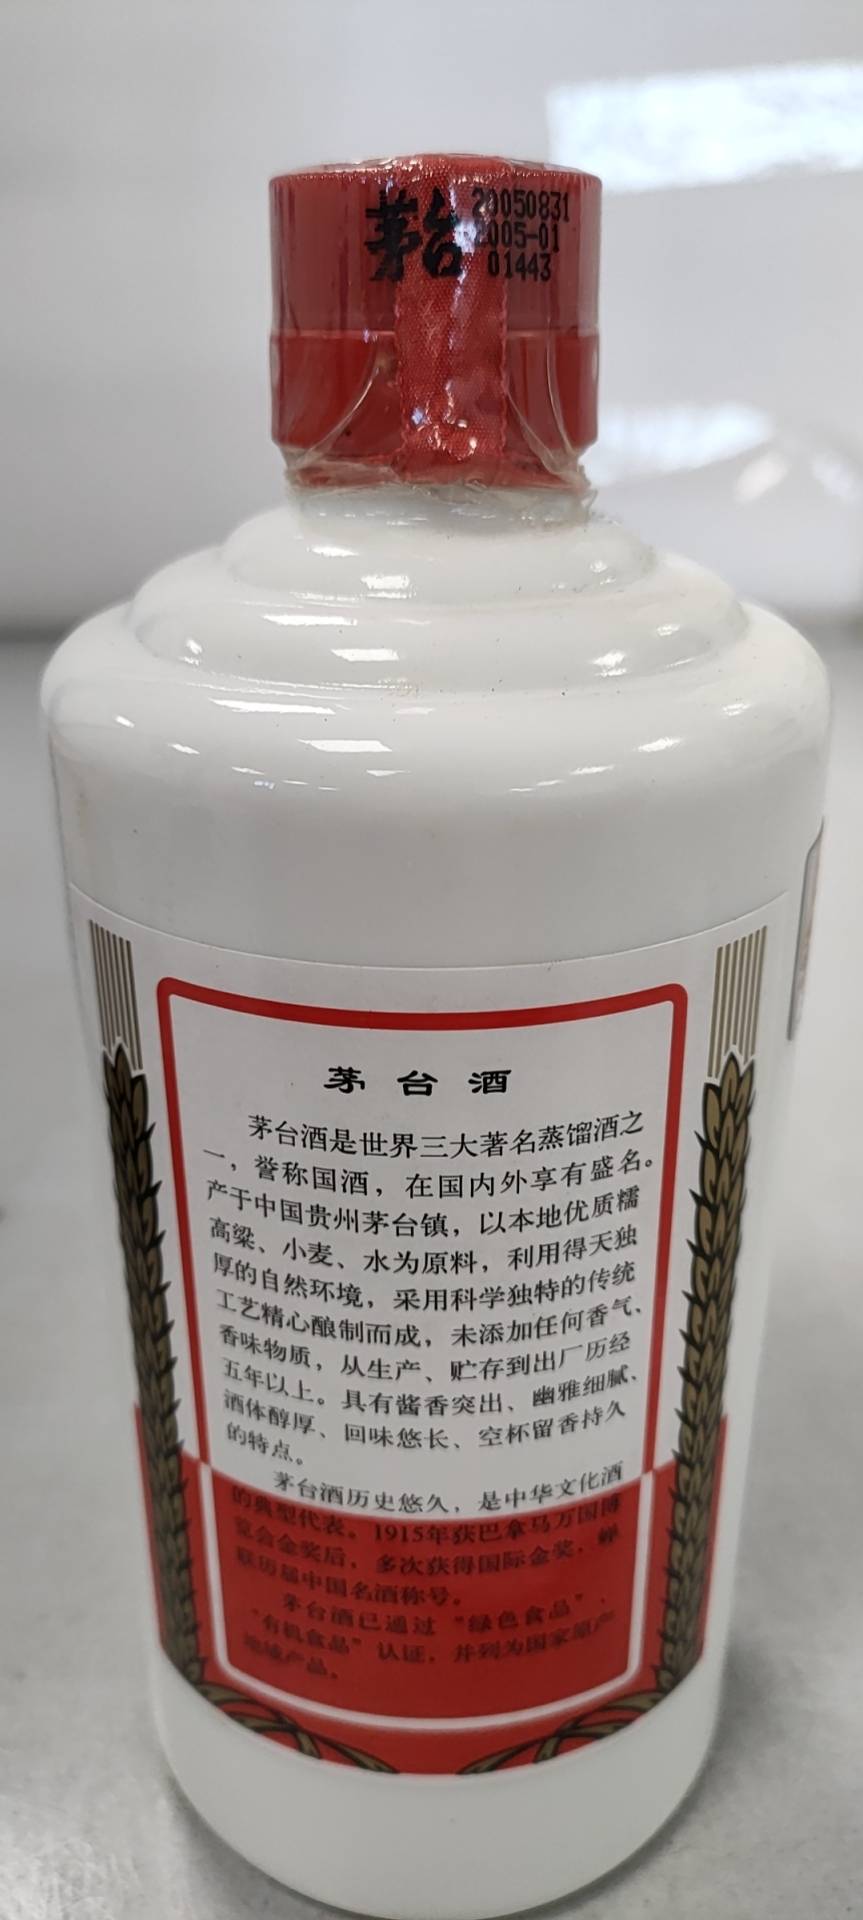 茅台
20050831
2005-01
01443
茅台酒
茅台酒是世界三大著名蒸馏酒之
一，誉称国酒，在国内外享有盛名。
产于中国贵州茅台镇，以本地优质糯
高粱、小麦、水为原料，利用得天独
厚的自然环境，采用科学独特的传统
工艺精心酿制而成，未添加任何香气、
香味物质，从生产、贮存到出厂历经
五年以上。具有酱香突出、幽雅细腻、
酒体醇厚、回味悠长、空杯留香持久
的特点。
茅台酒历史悠久，是中华文化酒
的典型代表。1915年获巴拿马万国博
览会金奖后，多次获得国际金奖，蝉
联历届中国名酒称号。
茅台酒已通过“绿色食品”、
“有机食品”认证，并列为国家原产
地域产品。